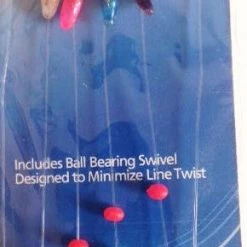 Includes Ball Bearing Swivel
Designed to Minimize Line Twist